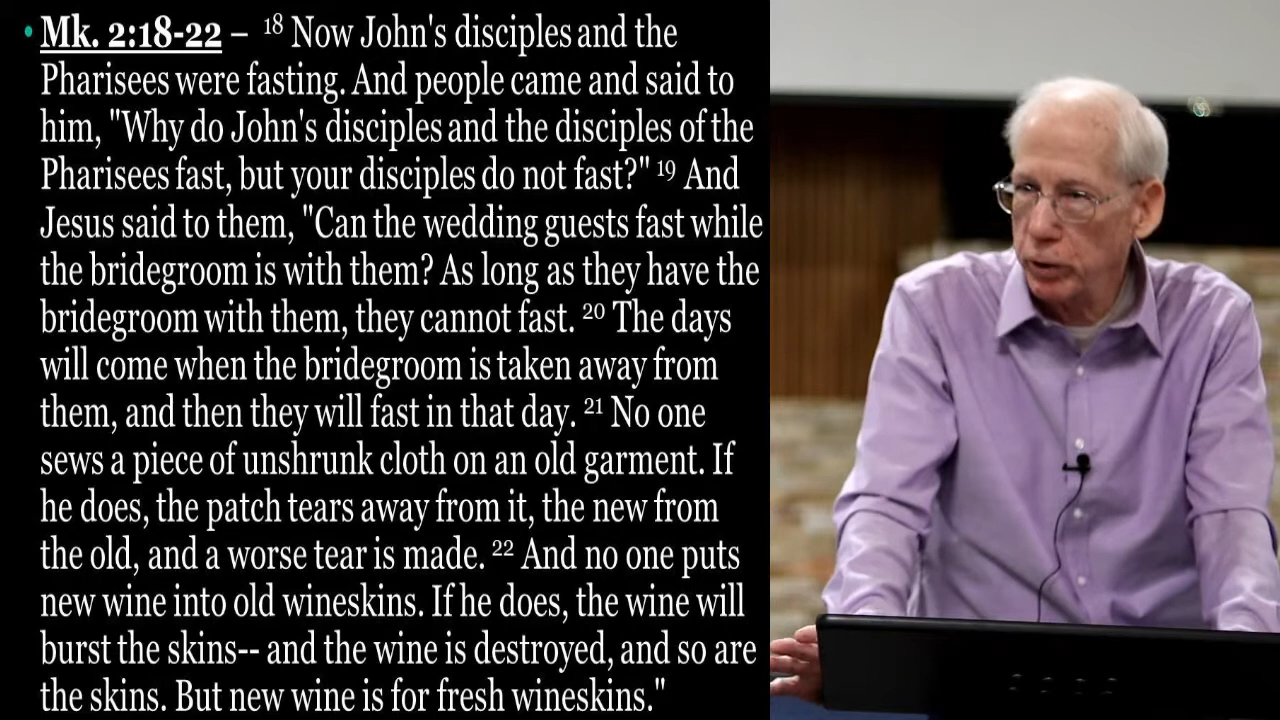 • Mk. 2:18-22 – ¹⁸ Now John's disciples and the
Pharisees were fasting. And people came and said to
him, "Why do John's disciples and the disciples of the
Pharisees fast, but your disciples do not fast?" ¹⁹ And
Jesus said to them, "Can the wedding guests fast while
the bridegroom is with them? As long as they have the
bridegroom with them, they cannot fast. ²⁰ The days
will come when the bridegroom is taken away from
them, and then they will fast in that day. ²¹ No one
sews a piece of unshrunk cloth on an old garment. If
he does, the patch tears away from it, the new from
the old, and a worse tear is made. ²² And no one puts
new wine into old wineskins. If he does, the wine will
burst the skins-- and the wine is destroyed, and so are
the skins. But new wine is for fresh wineskins."